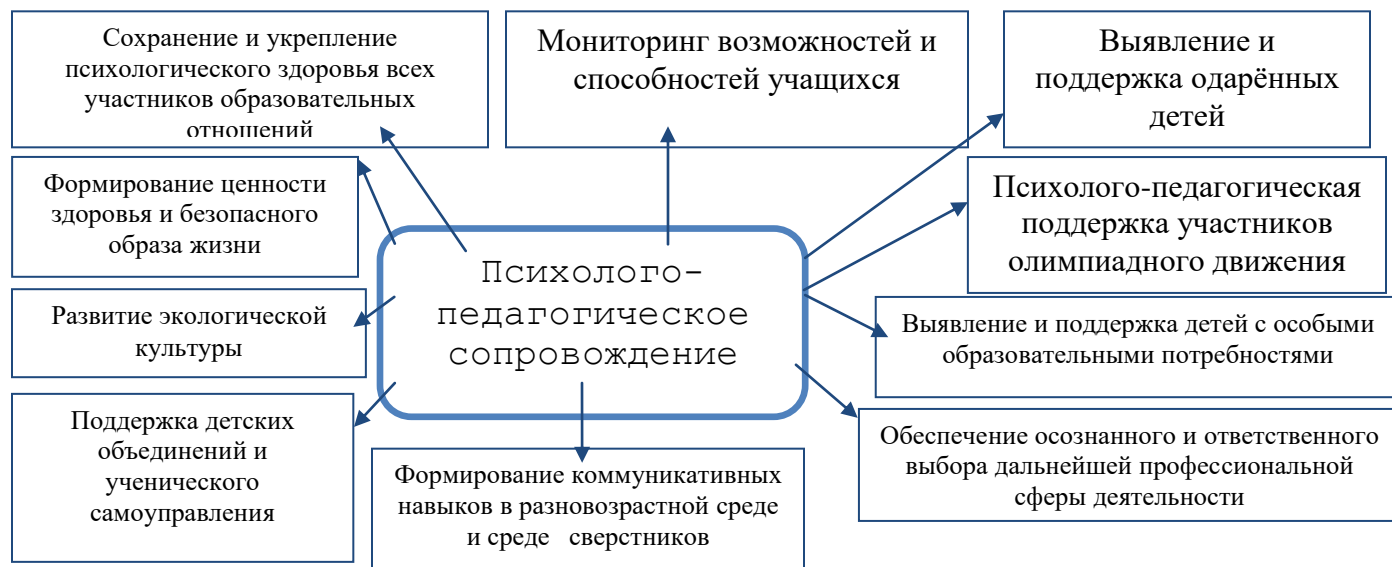 Сохранение и укрепление
психологического здоровья всех
участников образовательных
отношений
Мониторинг возможностей и
способностей учащихся
Выявление и
поддержка одарённых
детей
Формирование ценности
здоровья и безопасного
образа жизни
Психолого-педагогическая
поддержка участников
олимпиадного движения
Психолого-
педагогическое
сопровождение
Развитие экологической
культуры
Выявление и поддержка детей с особыми
образовательными потребностями
Поддержка детских
объединений и
ученического
самоуправления
Формирование коммуникативных
навыков в разновозрастной среде
и среде сверстников
Обеспечение осознанного и ответственного
выбора дальнейшей профессиональной
сферы деятельности